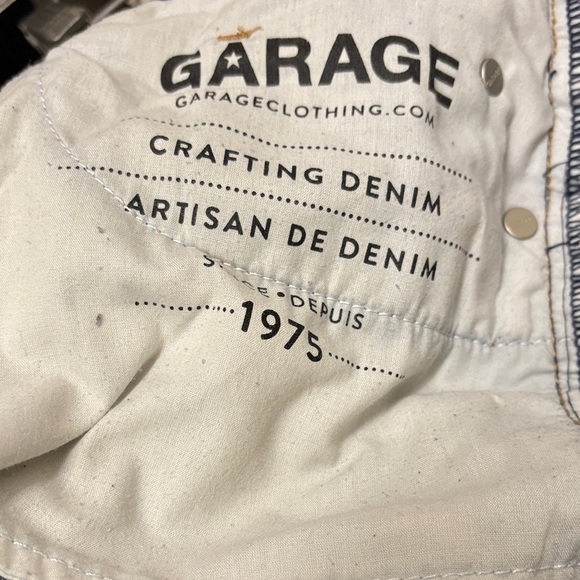 GARAGE
GARAGECLOTHING.COM
CRAFTING DENIM
ARTISAN DE DENIM
• DEPUIS
1975